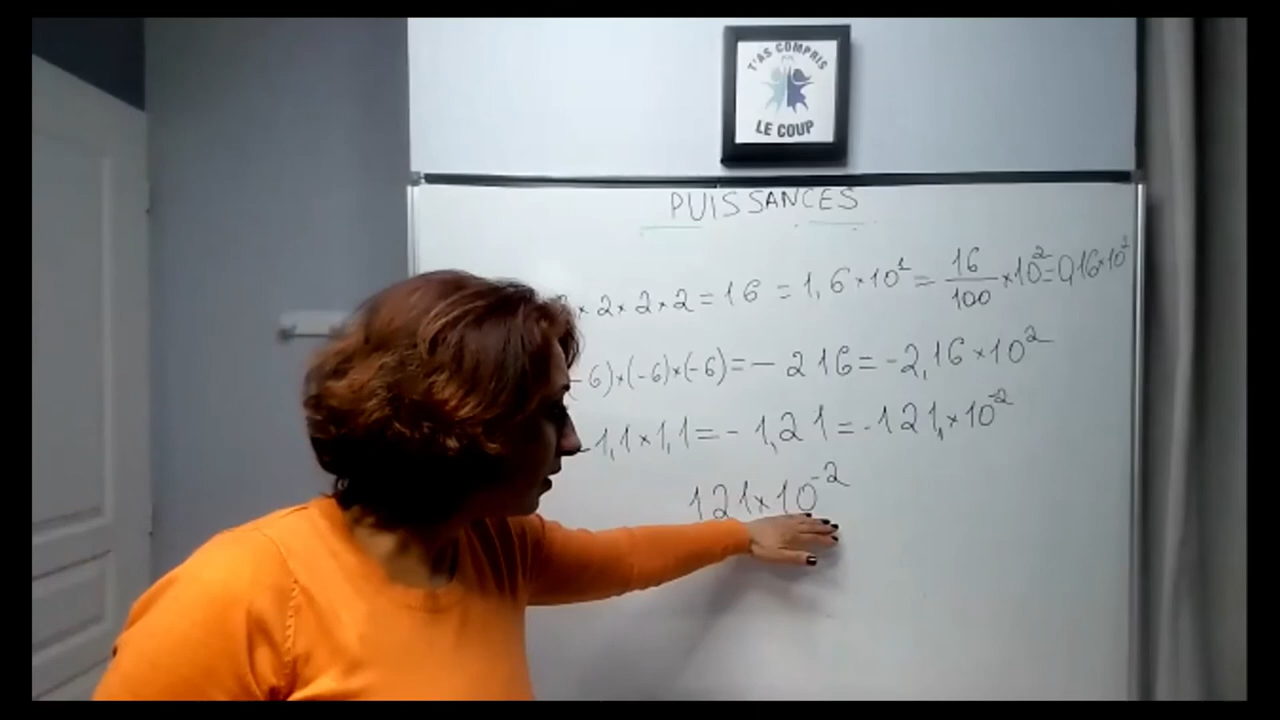 T'AS COMPRIS
LE COUP
PUISSANCES
× 2 × 2 × 2 = 16 = 1,6 × 10¹ = 16/100 × 10² = 0,16 × 10²
-6) × (-6) × (-6) = - 216 = -2,16 × 10²
-1,1 × 1,1 = - 1,21 = -121, × 10⁻²
121 × 10⁻²